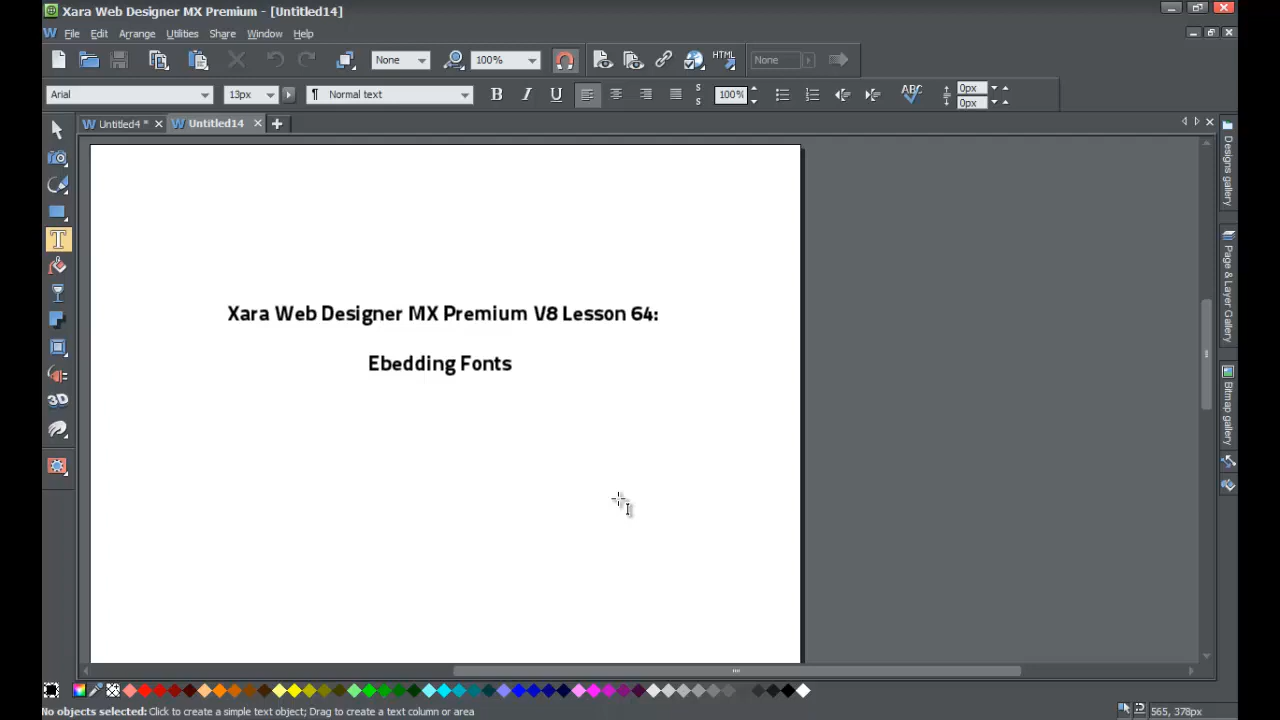 Xara Web Designer MX Premium - [Untitled14]
File Edit Arrange Utilities Share Window Help
None 100% HTML None
Arial 13px ¶ Normal text B I U 100% ABC 0px
0px
Untitled4 * Untitled14
Designs gallery
Page & Layer Gallery
Bitmap gallery
Xara Web Designer MX Premium V8 Lesson 64:
Ebedding Fonts
T
3D
No objects selected: Click to create a simple text object; Drag to create a text column or area
565, 378px